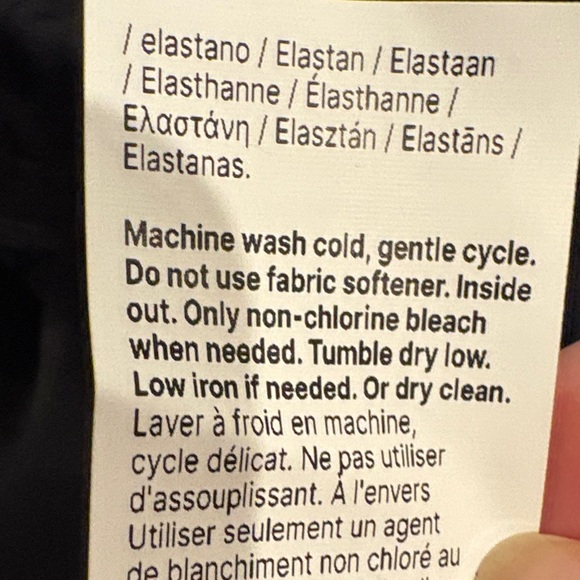 / elastano / Elastan / Elastaan
/ Elasthanne / Élasthanne /
Ελαστάνη / Elasztán / Elastāns /
Elastanas.
Machine wash cold, gentle cycle.
Do not use fabric softener. Inside
out. Only non-chlorine bleach
when needed. Tumble dry low.
Low iron if needed. Or dry clean.
Laver à froid en machine,
cycle délicat. Ne pas utiliser
d'assouplissant. À l'envers
Utiliser seulement un agent
de blanchiment non chloré au